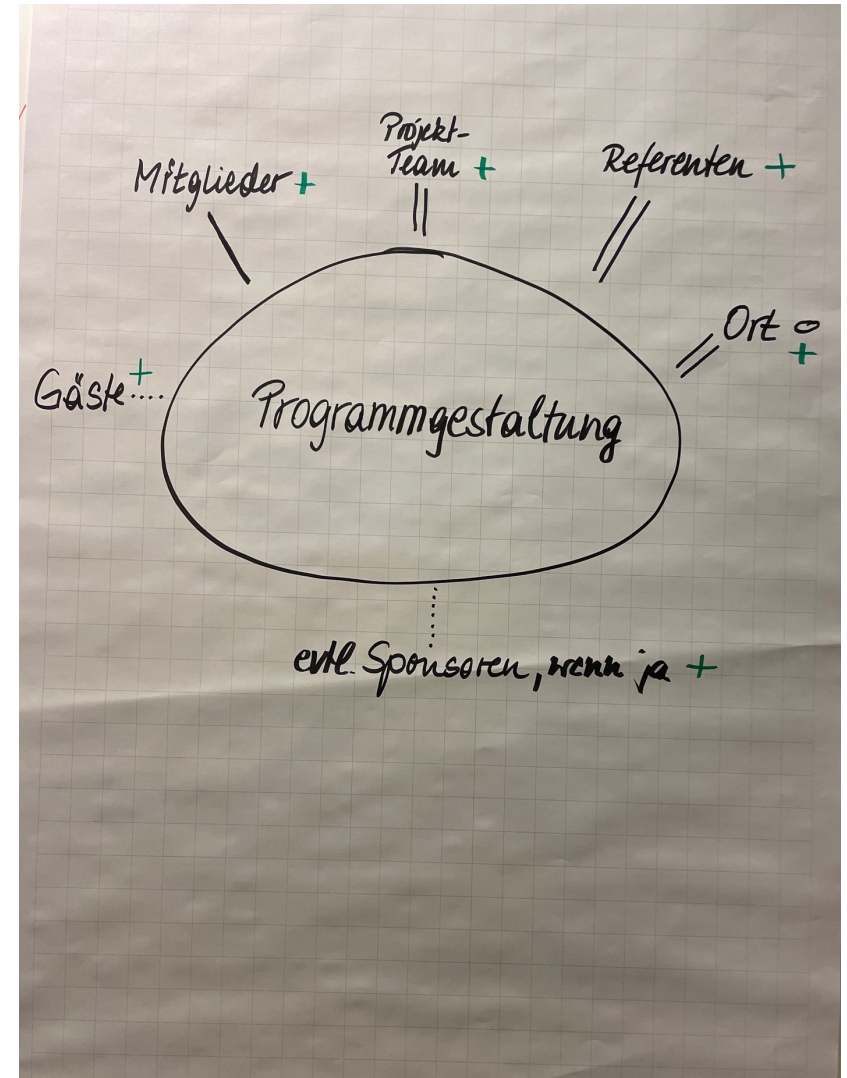 Projekt-
Team +
Mitglieder +
Referenten +
Ort o
+
Gäste + ....
Programmgestaltung
evtl. Sponsoren, wenn ja +